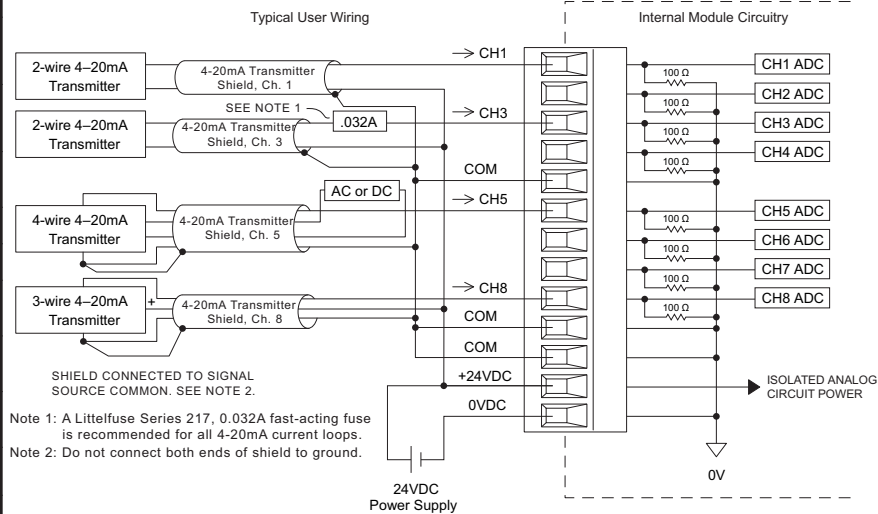 Typical User Wiring
Internal Module Circuitry
2-wire 4–20mA
Transmitter
4-20mA Transmitter
Shield, Ch. 1
CH1
100 Ω
CH1 ADC
SEE NOTE 1
100 Ω
CH2 ADC
2-wire 4–20mA
Transmitter
4-20mA Transmitter
Shield, Ch. 3
.032A
CH3
100 Ω
CH3 ADC
100 Ω
CH4 ADC
COM
AC or DC
CH5
4-wire 4–20mA
Transmitter
4-20mA Transmitter
Shield, Ch. 5
100 Ω
CH5 ADC
100 Ω
CH6 ADC
100 Ω
CH7 ADC
3-wire 4–20mA
Transmitter
+
4-20mA Transmitter
Shield, Ch. 8
CH8
100 Ω
CH8 ADC
COM
COM
SHIELD CONNECTED TO SIGNAL
SOURCE COMMON. SEE NOTE 2.
+24VDC
ISOLATED ANALOG
CIRCUIT POWER
0VDC
Note 1: A Littelfuse Series 217, 0.032A fast-acting fuse
is recommended for all 4-20mA current loops.
Note 2: Do not connect both ends of shield to ground.
0V
24VDC
Power Supply